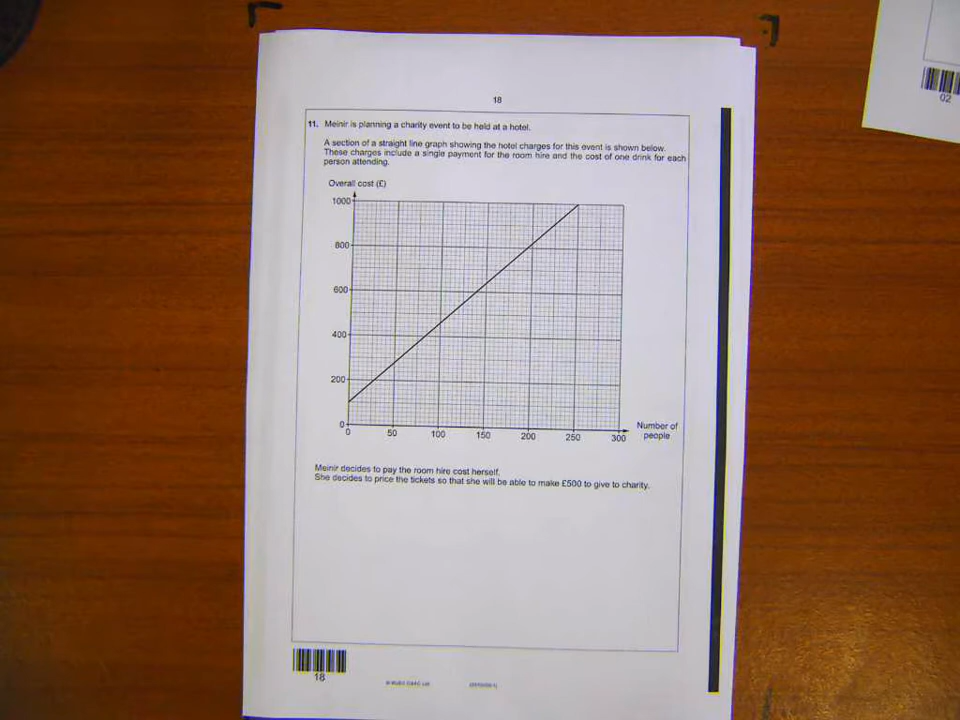 18
11. Meinir is planning a charity event to be held at a hotel.
A section of a straight line graph showing the hotel charges for this event is shown below.
These charges include a single payment for the room hire and the cost of one drink for each
person attending.
Overall cost (£)
1000
800
600
400
200
0
0 50 100 150 200 250 300
Number of
people
Meinir decides to pay the room hire cost herself.
She decides to price the tickets so that she will be able to make £500 to give to charity.
18
02